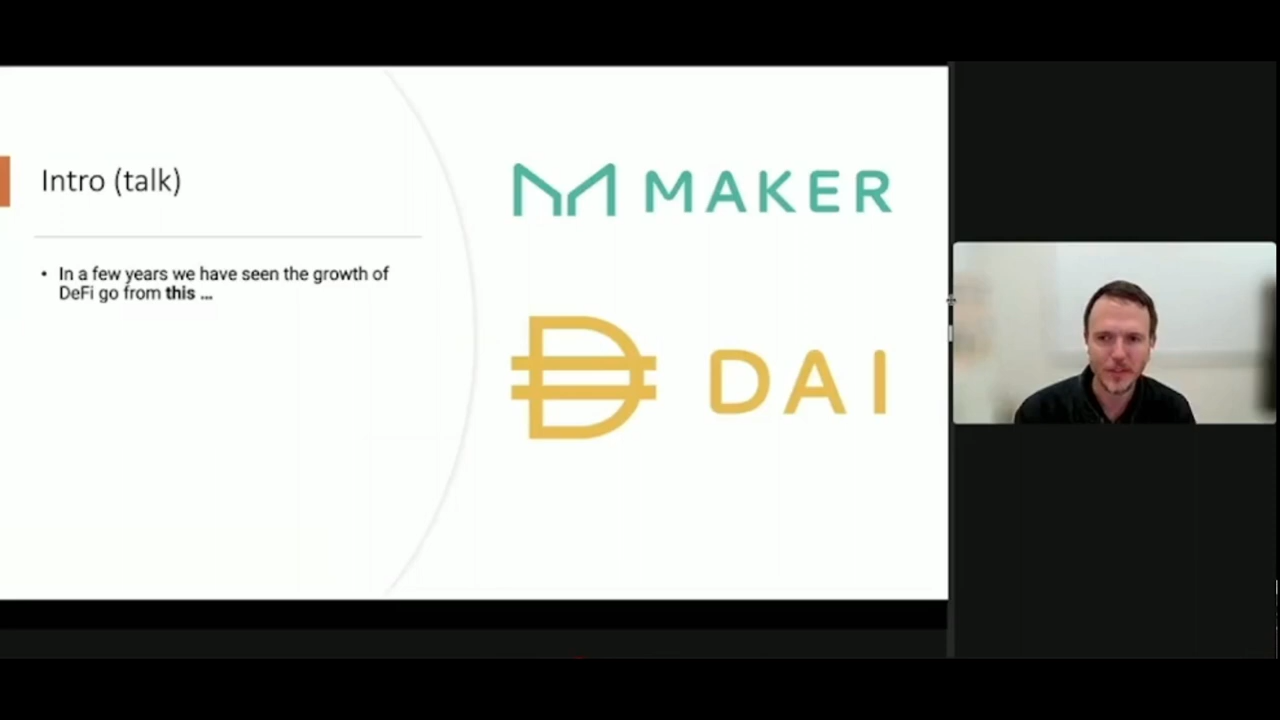 Intro (talk)
• In a few years we have seen the growth of
DeFi go from this ...
MAKER
DAI